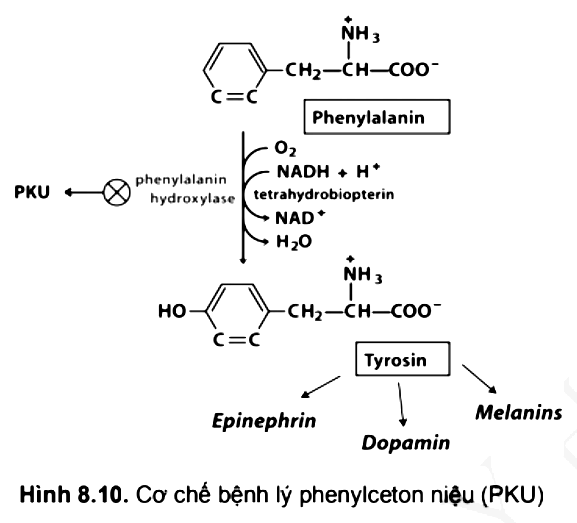 +
NH3
CH2—CH—COO−
C=C
Phenylalanin
O2
NADH + H+
phenylalanin
hydroxylase
tetrahydrobiopterin
PKU
NAD+
H2O
+
NH3
HO
CH2—CH—COO−
C=C
Tyrosin
Epinephrin
Dopamin
Melanins
Hình 8.10. Cơ chế bệnh lý phenylceton niệu (PKU)